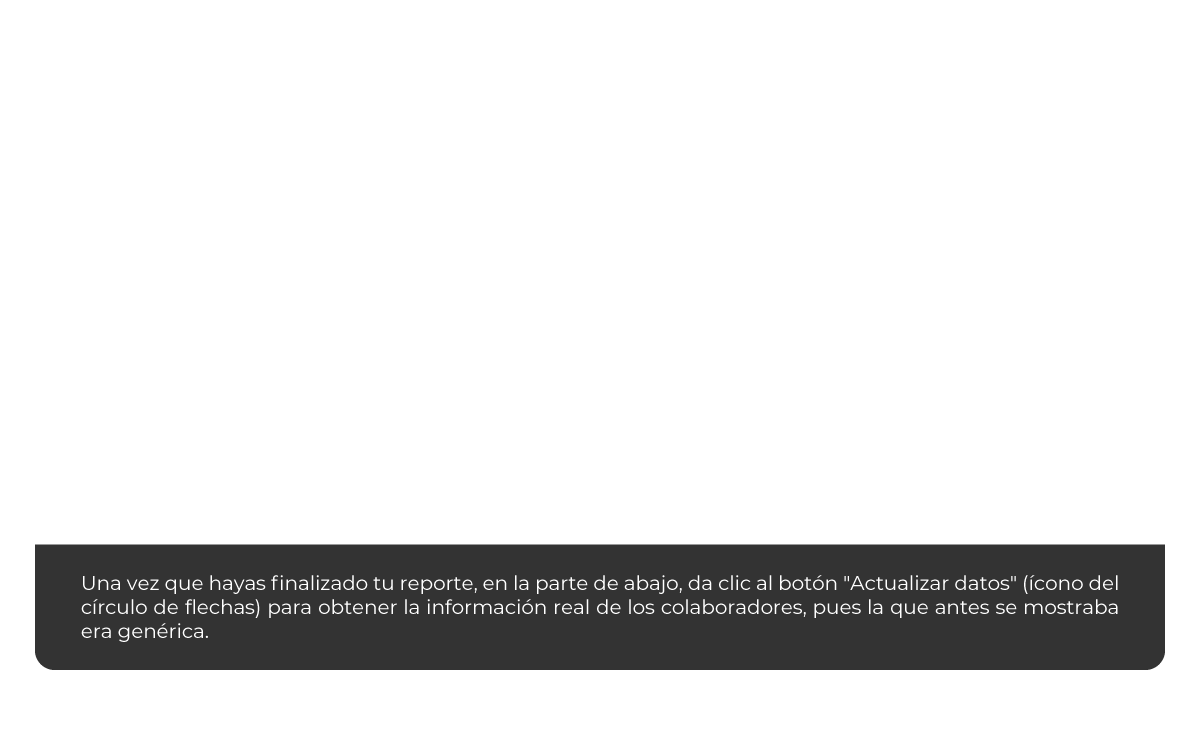 Una vez que hayas finalizado tu reporte, en la parte de abajo, da clic al botón "Actualizar datos" (ícono del
círculo de flechas) para obtener la información real de los colaboradores, pues la que antes se mostraba
era genérica.